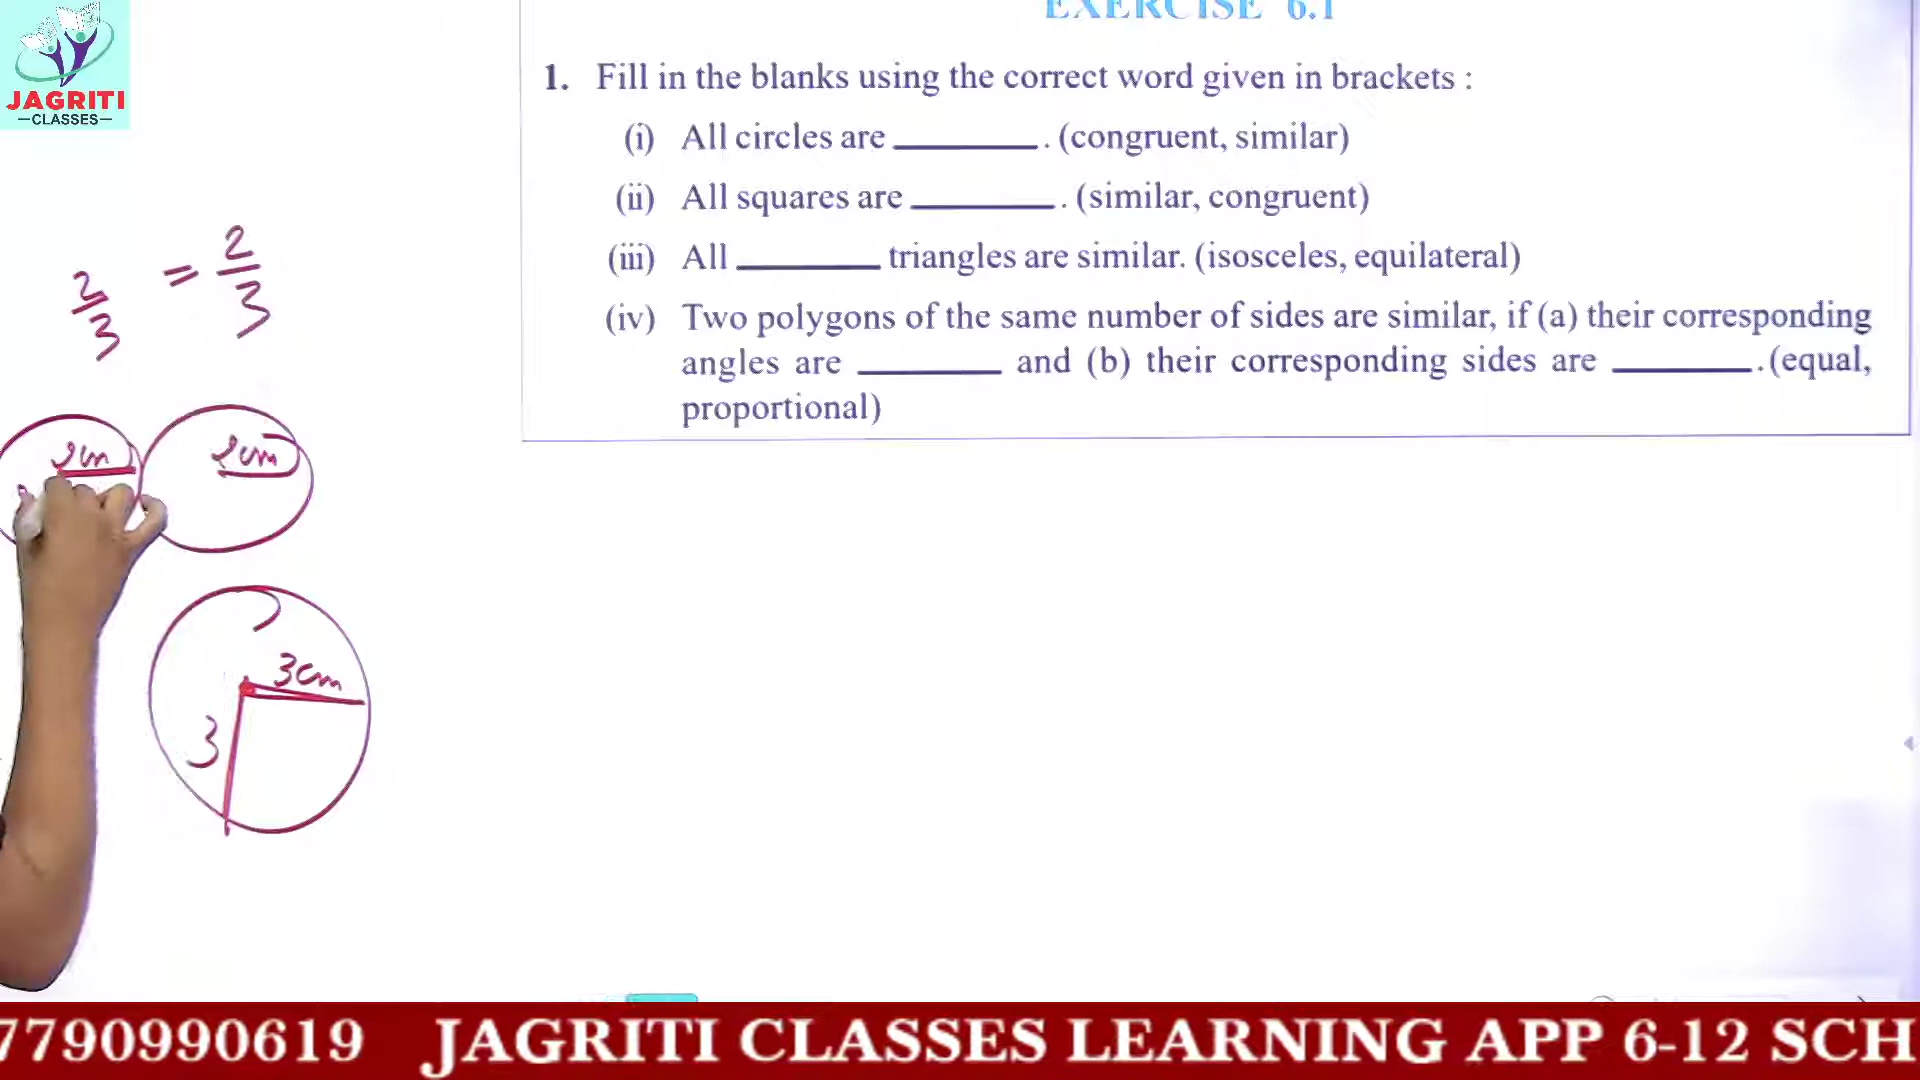 JAGRITI
—CLASSES—
EXERCISE 6.1
1. Fill in the blanks using the correct word given in brackets :
(i) All circles are ________. (congruent, similar)
(ii) All squares are ________. (similar, congruent)
(iii) All ________ triangles are similar. (isosceles, equilateral)
(iv) Two polygons of the same number of sides are similar, if (a) their corresponding
angles are ________ and (b) their corresponding sides are ________.(equal,
proportional)
2/3 = 2/3
2cm
2cm
3cm
3
7790990619 JAGRITI CLASSES LEARNING APP 6-12 SCH